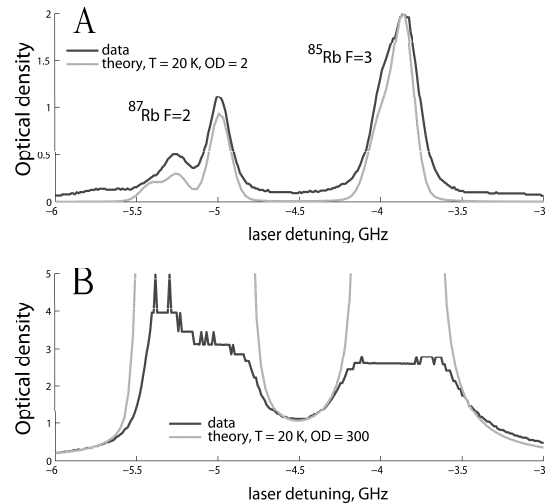 A
2
1.5
1
0.5
0
Optical density
data
theory, T = 20 K, OD = 2
87Rb F=2
85Rb F=3
−6
−5.5
−5
−4.5
−4
−3.5
−3
laser detuning, GHz
B
5
4
3
2
1
0
Optical density
data
theory, T = 20 K, OD = 300
−6
−5.5
−5
−4.5
−4
−3.5
−3
laser detuning, GHz